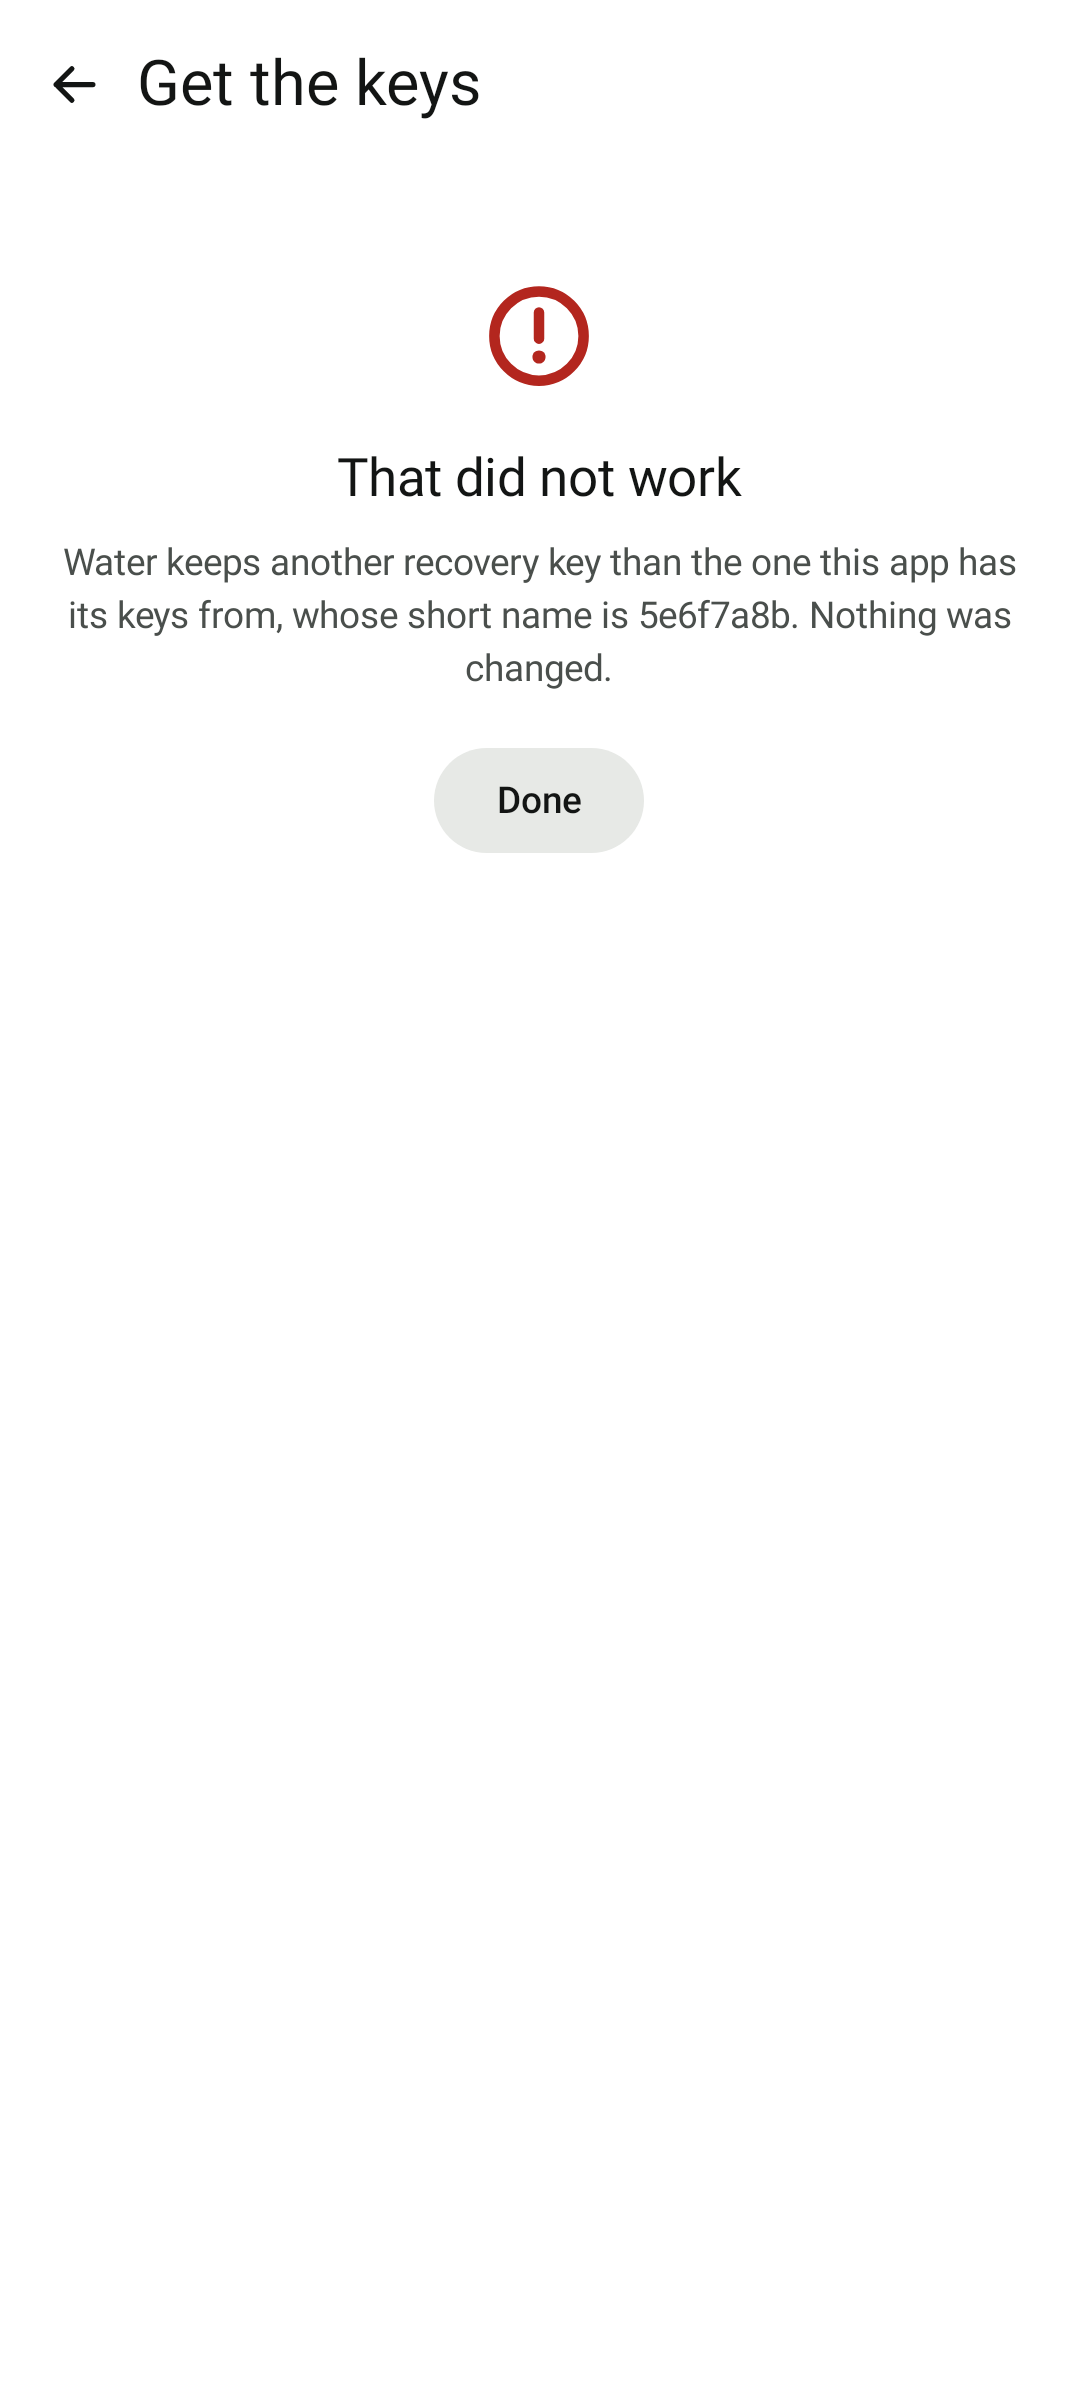 Get the keys
That did not work
Water keeps another recovery key than the one this app has
its keys from, whose short name is 5e6f7a8b. Nothing was
changed.
Done